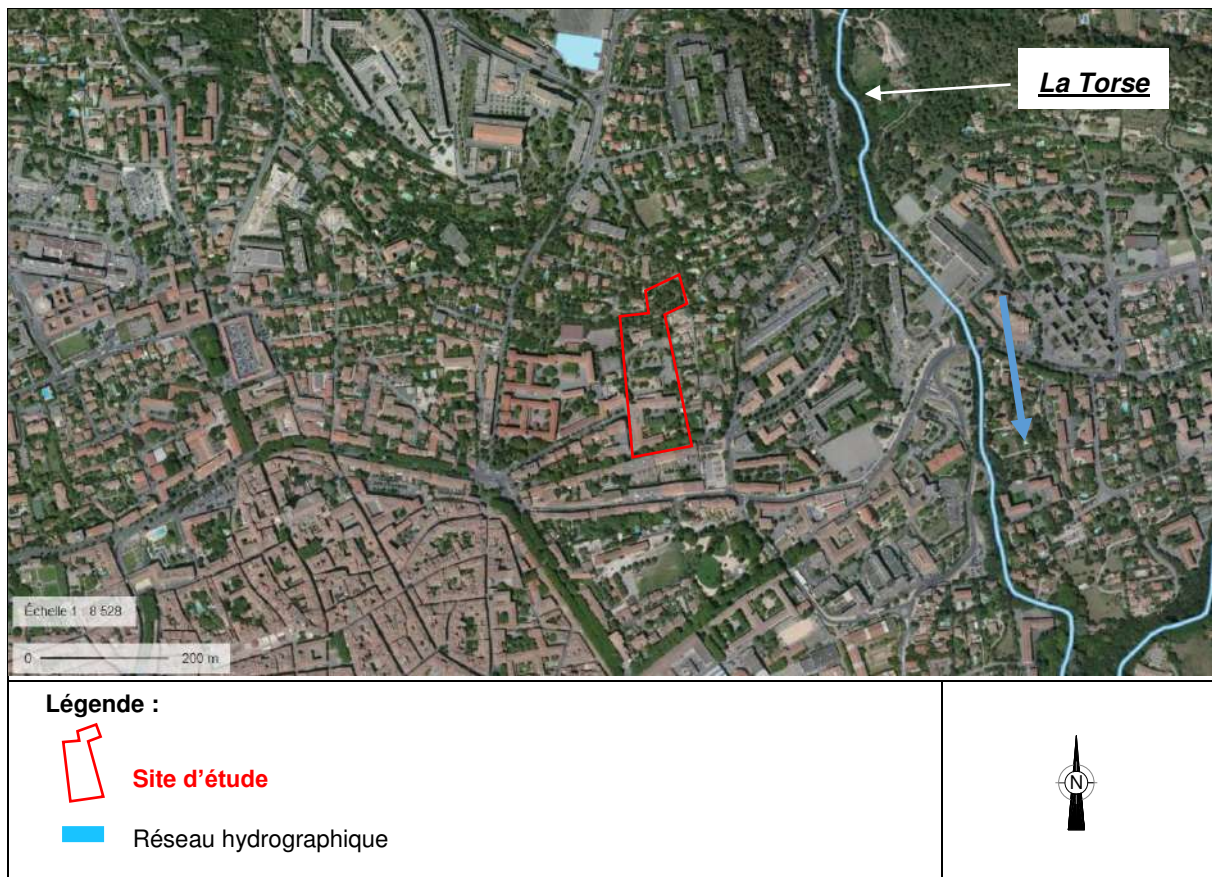 La Torse
Échelle 1 : 8 528
0 200 m
Légende :
Site d'étude
Réseau hydrographique
N